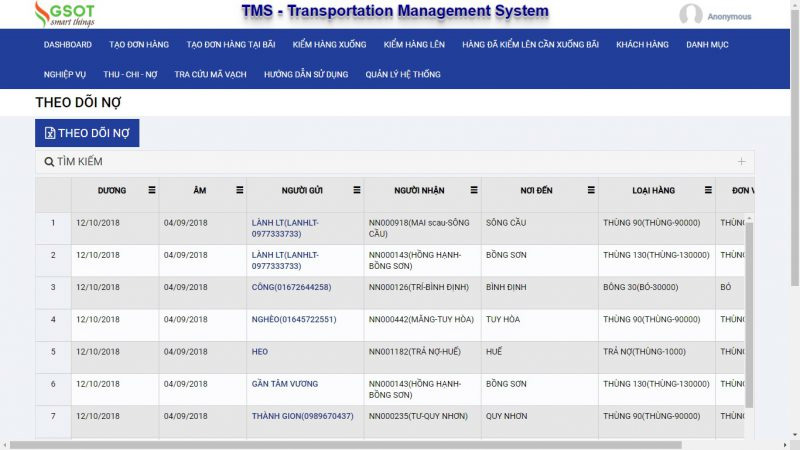 GSOT
smart things
TMS - Transportation Management System
Anonymous
DASHBOARD TẠO ĐƠN HÀNG TẠO ĐƠN HÀNG TẠI BÃI KIỂM HÀNG XUỐNG KIỂM HÀNG LÊN HÀNG ĐÃ KIỂM LÊN CẦN XUỐNG BÃI KHÁCH HÀNG DANH MỤC
NGHIỆP VỤ THU - CHI - NỢ TRA CỨU MÃ VẠCH HƯỚNG DẪN SỬ DỤNG QUẢN LÝ HỆ THỐNG
THEO DÕI NỢ
THEO DÕI NỢ
TÌM KIẾM
DƯƠNG ÂM NGƯỜI GỬI NGƯỜI NHẬN NƠI ĐẾN LOẠI HÀNG ĐƠN V
1 12/10/2018 04/09/2018 LÀNH LT(LANHLT- NN000918(MAI scau-SÔNG SÔNG CẦU THÙNG 90(THÙNG-90000) THÙNG
0977333733) CẦU)
2 12/10/2018 04/09/2018 LÀNH LT(LANHLT- NN000143(HỒNG HẠNH- BỒNG SƠN THÙNG 130(THÙNG-130000) THÙNG
0977333733) BỒNG SƠN)
3 12/10/2018 04/09/2018 CÔNG(01672644258) NN000126(TRÍ-BÌNH ĐỊNH) BÌNH ĐỊNH BÔNG 30(BÓ-30000) BÓ
4 12/10/2018 04/09/2018 NGHÈO(01645722551) NN000442(MĂNG-TUY HÒA) TUY HÒA THÙNG 90(THÙNG-90000) THÙNG
5 12/10/2018 04/09/2018 HEO NN001182(TRẢ NỢ-HUẾ) HUẾ TRẢ NỢ(THÙNG-1000) THÙNG
6 12/10/2018 04/09/2018 GẦN TÂM VƯƠNG NN000143(HỒNG HẠNH- BỒNG SƠN THÙNG 130(THÙNG-130000) THÙNG
BỒNG SƠN)
7 12/10/2018 04/09/2018 THÀNH GION(0989670437) NN000235(TƯ-QUY NHƠN) QUY NHƠN THÙNG 90(THÙNG-90000) THÙNG